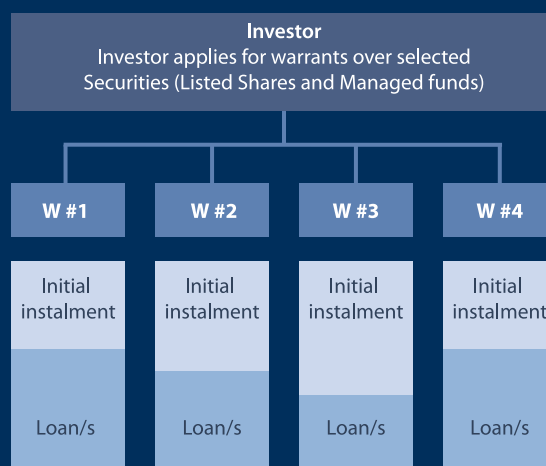 Investor
Investor applies for warrants over selected
Securities (Listed Shares and Managed funds)
W #1
W #2
W #3
W #4
Initial
instalment
Initial
instalment
Initial
instalment
Initial
instalment
Loan/s
Loan/s
Loan/s
Loan/s